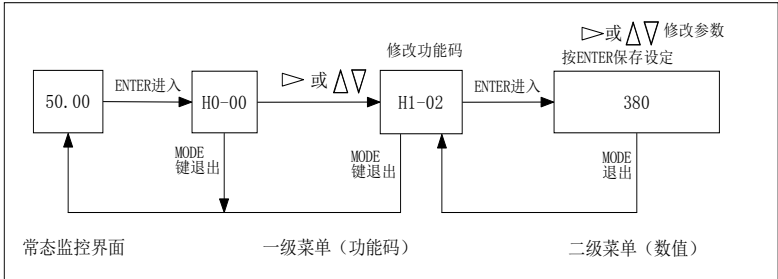 ▷或△▽修改参数
修改功能码
按ENTER保存设定
ENTER进入
▷ 或 △▽
ENTER进入
50.00
H0-00
H1-02
380
MODE
键退出
MODE
键退出
MODE
退出
常态监控界面
一级菜单（功能码）
二级菜单（数值）